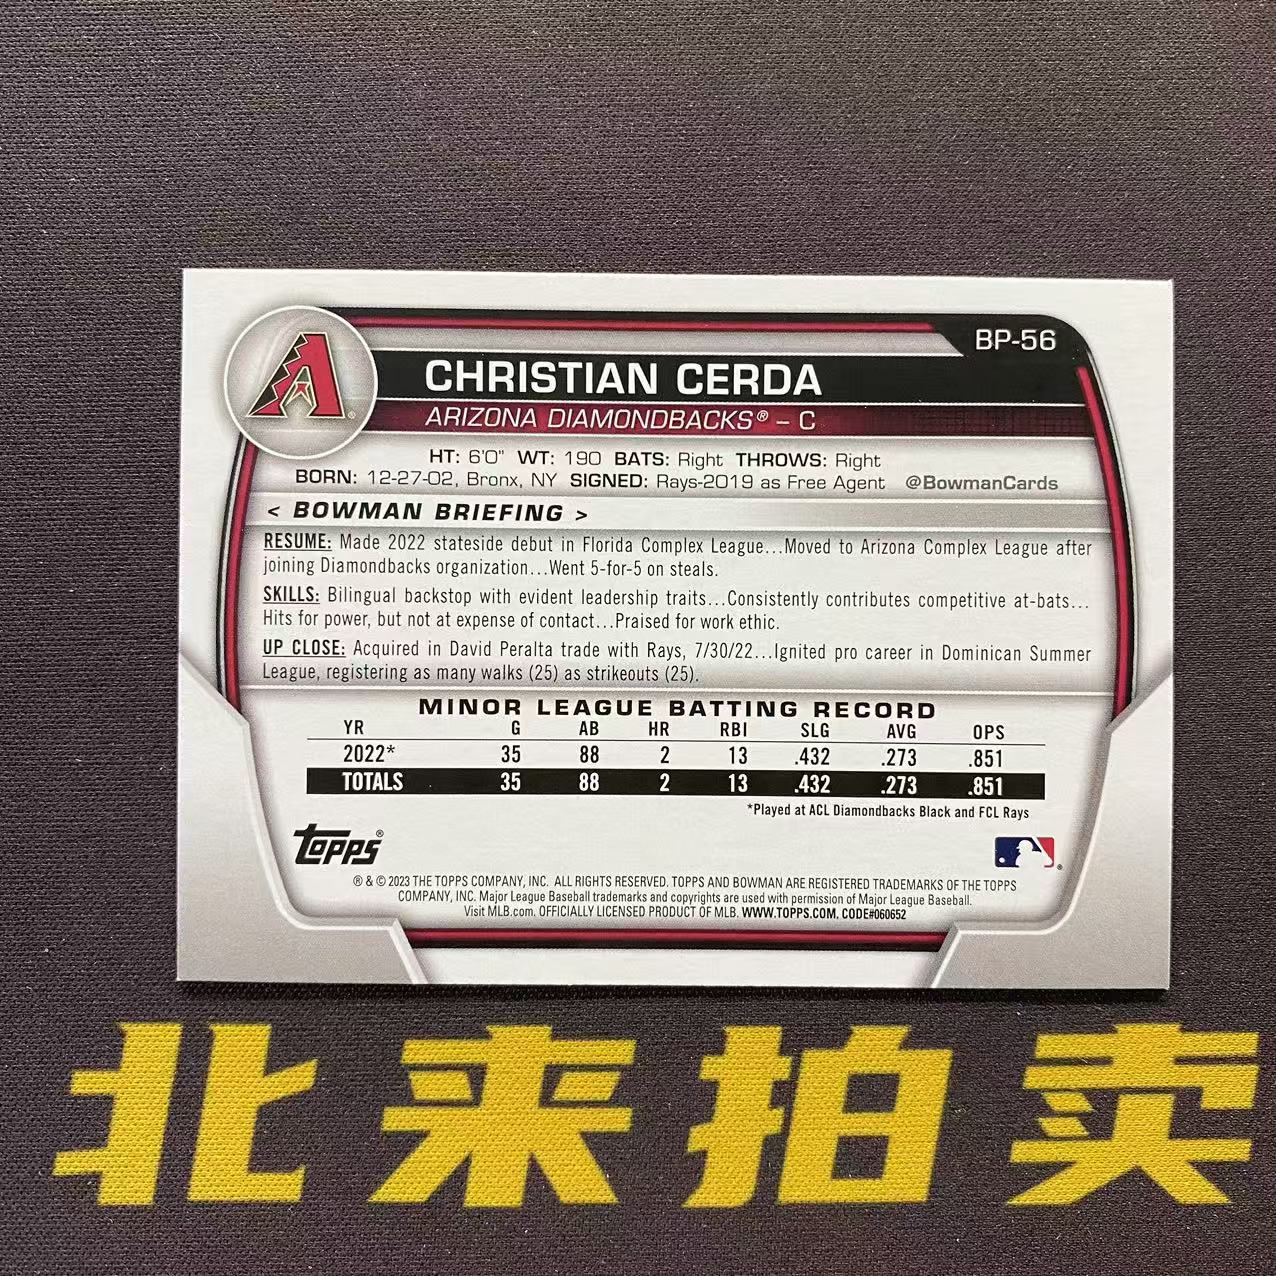 BP-56
CHRISTIAN CERDA
ARIZONA DIAMONDBACKS® – C
HT: 6'0" WT: 190 BATS: Right THROWS: Right
BORN: 12-27-02, Bronx, NY SIGNED: Rays-2019 as Free Agent @BowmanCards
< BOWMAN BRIEFING >
RESUME: Made 2022 stateside debut in Florida Complex League...Moved to Arizona Complex League after
joining Diamondbacks organization...Went 5-for-5 on steals.
SKILLS: Bilingual backstop with evident leadership traits...Consistently contributes competitive at-bats...
Hits for power, but not at expense of contact...Praised for work ethic.
UP CLOSE: Acquired in David Peralta trade with Rays, 7/30/22...Ignited pro career in Dominican Summer
League, registering as many walks (25) as strikeouts (25).
MINOR LEAGUE BATTING RECORD
YR G AB HR RBI SLG AVG OPS
2022* 35 88 2 13 .432 .273 .851
TOTALS 35 88 2 13 .432 .273 .851
*Played at ACL Diamondbacks Black and FCL Rays
Topps®
® & © 2023 THE TOPPS COMPANY, INC. ALL RIGHTS RESERVED. TOPPS AND BOWMAN ARE REGISTERED TRADEMARKS OF THE TOPPS
COMPANY, INC. Major League Baseball trademarks and copyrights are used with permission of Major League Baseball.
Visit MLB.com. OFFICIALLY LICENSED PRODUCT OF MLB. WWW.TOPPS.COM. CODE#060652
北来拍卖